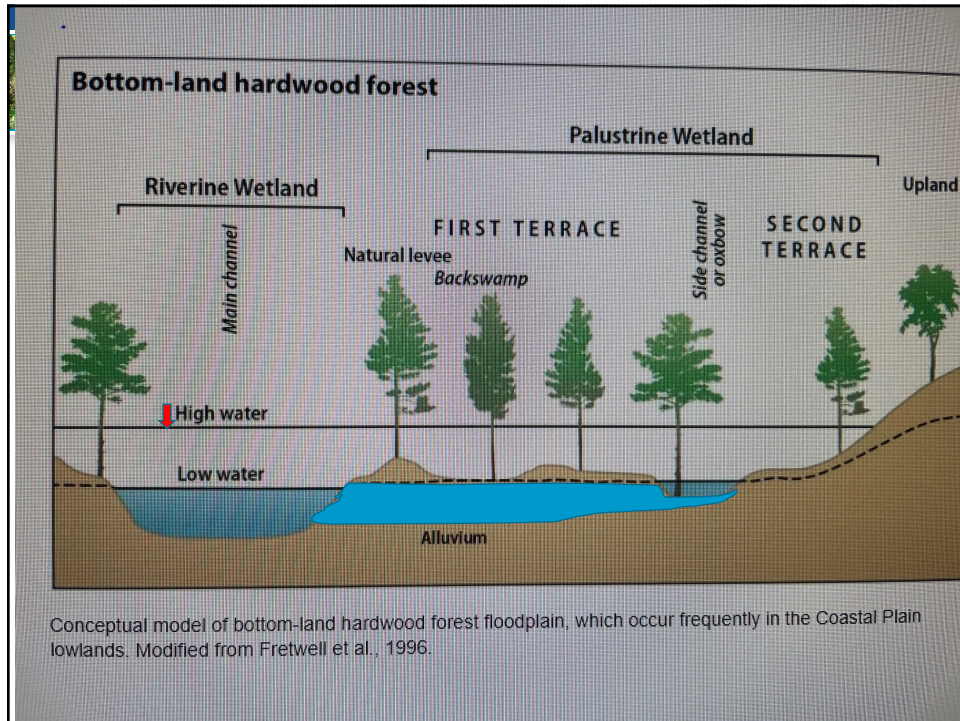 Bottom-land hardwood forest
Palustrine Wetland
Riverine Wetland
Upland
Main channel
FIRST TERRACE
Side channel
or oxbow
SECOND
TERRACE
Natural levee
Backswamp
High water
Low water
Alluvium
Conceptual model of bottom-land hardwood forest floodplain, which occur frequently in the Coastal Plain
lowlands. Modified from Fretwell et al., 1996.